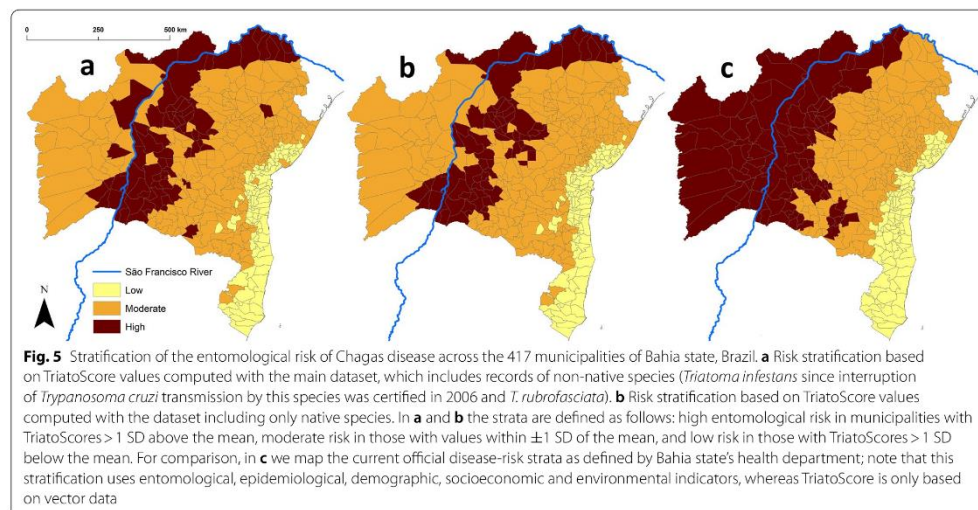 0 250 500 km
a b c
São Francisco River
Low
Moderate
High
N
Fig. 5 Stratification of the entomological risk of Chagas disease across the 417 municipalities of Bahia state, Brazil. a Risk stratification based
on TriatoScore values computed with the main dataset, which includes records of non-native species (Triatoma infestans since interruption
of Trypanosoma cruzi transmission by this species was certified in 2006 and T. rubrofasciata). b Risk stratification based on TriatoScore values
computed with the dataset including only native species. In a and b the strata are defined as follows: high entomological risk in municipalities with
TriatoScores > 1 SD above the mean, moderate risk in those with values within ±1 SD of the mean, and low risk in those with TriatoScores > 1 SD
below the mean. For comparison, in c we map the current official disease-risk strata as defined by Bahia state's health department; note that this
stratification uses entomological, epidemiological, demographic, socioeconomic and environmental indicators, whereas TriatoScore is only based
on vector data